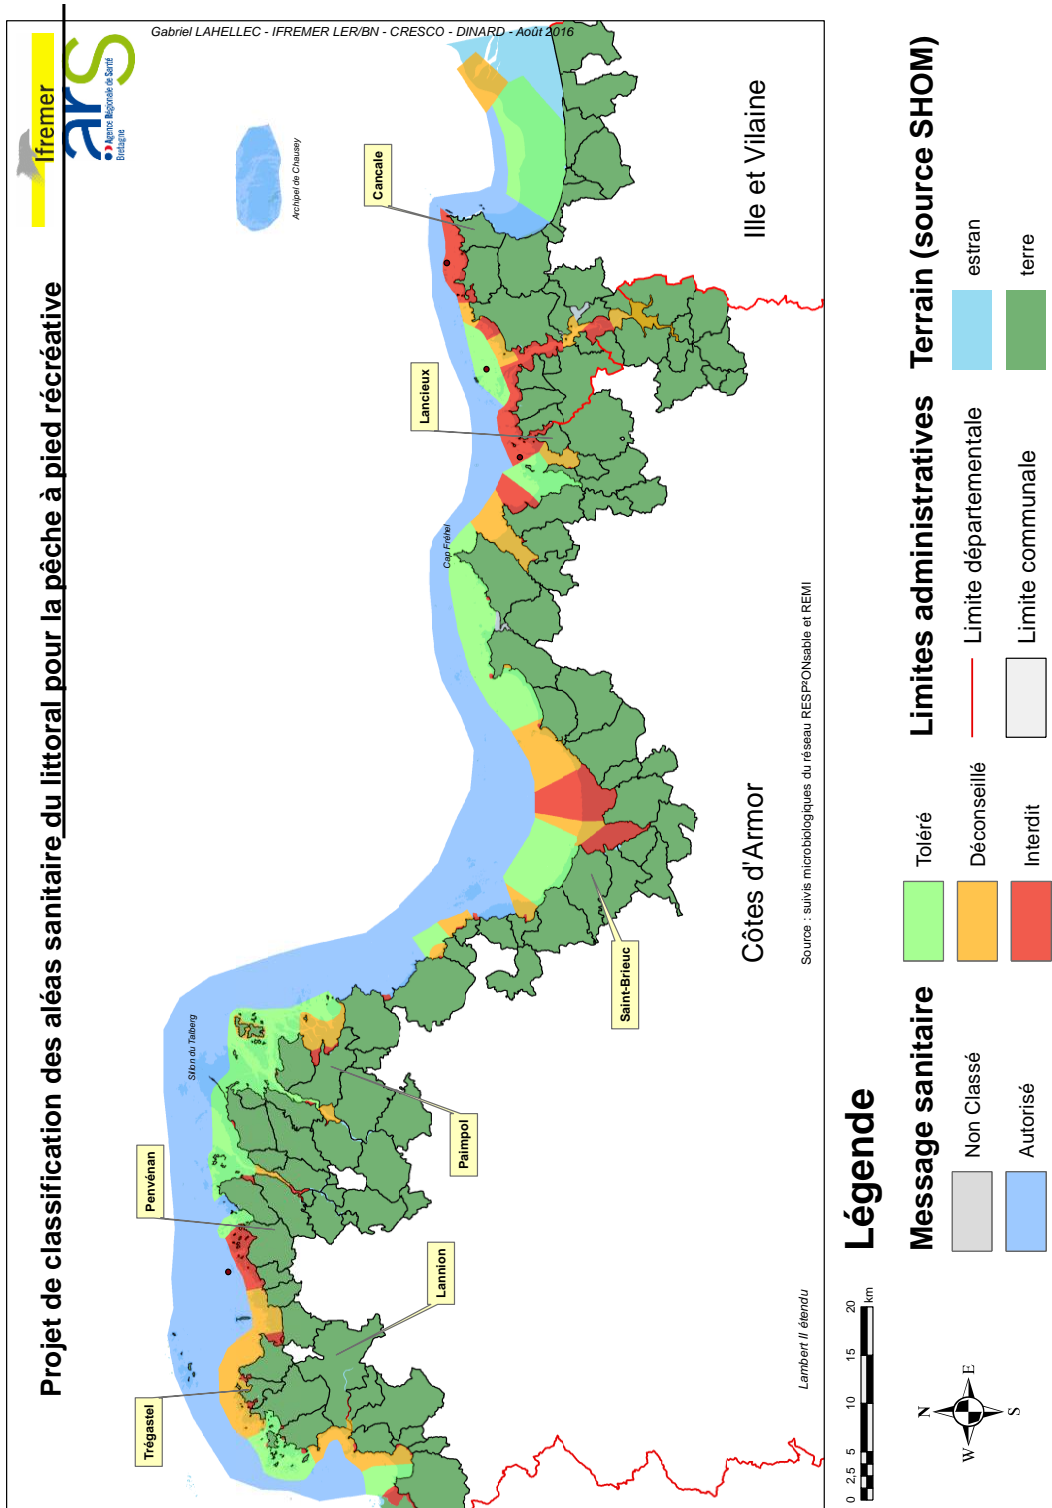 Projet de classification des aléas sanitaire du littoral pour la pêche à pied récréative
Gabriel LAHELLEC - IFREMER LER/BN - CRESCO - DINARD - Août 2016
Ifremer
ars
Agence Régionale de Santé
Bretagne
Archipel de Chausey
Cancale
Lancieux
Ille et Vilaine
Cap Fréhel
Sillon du Talberg
Trégastel
Penvénan
Lannion
Paimpol
Saint-Brieuc
Côtes d'Armor
Source : suivis microbiologiques du réseau RESP²ONsable et REMI
Lambert II étendu
0 2,5 5 10 15 20
km
N
W E
S
Légende
Message sanitaire
Non Classé
Autorisé
Toléré
Déconseillé
Interdit
Limites administratives
Limite départementale
Limite communale
Terrain (source SHOM)
estran
terre